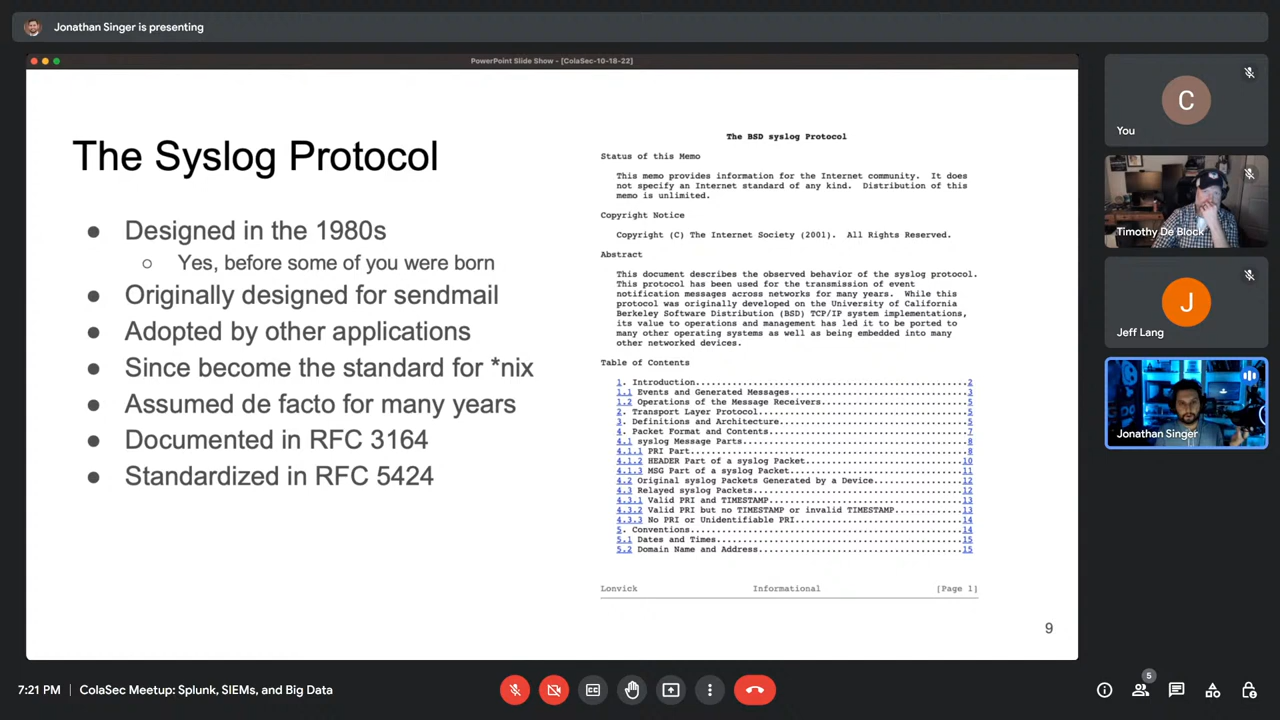 Jonathan Singer is presenting
PowerPoint Slide Show - [ColaSec-10-18-22]
The Syslog Protocol
● Designed in the 1980s
○ Yes, before some of you were born
● Originally designed for sendmail
● Adopted by other applications
● Since become the standard for *nix
● Assumed de facto for many years
● Documented in RFC 3164
● Standardized in RFC 5424
The BSD syslog Protocol
Status of this Memo
This memo provides information for the Internet community. It does
not specify an Internet standard of any kind. Distribution of this
memo is unlimited.
Copyright Notice
Copyright (C) The Internet Society (2001). All Rights Reserved.
Abstract
This document describes the observed behavior of the syslog protocol.
This protocol has been used for the transmission of event
notification messages across networks for many years. While this
protocol was originally developed on the University of California
Berkeley Software Distribution (BSD) TCP/IP system implementations,
its value to operations and management has led it to be ported to
many other operating systems as well as being embedded into many
other networked devices.
Table of Contents
1. Introduction....................................................2
1.1 Events and Generated Messages..................................3
1.2 Operations of the Message Receivers............................5
2. Transport Layer Protocol........................................5
3. Definitions and Architecture....................................5
4. Packet Format and Contents......................................7
4.1 syslog Message Parts...........................................8
4.1.1 PRI Part.....................................................8
4.1.2 HEADER Part of a syslog Packet..............................10
4.1.3 MSG Part of a syslog Packet.................................11
4.2 Original syslog Packets Generated by a Device.................12
4.3 Relayed syslog Packets........................................12
4.3.1 Valid PRI and TIMESTAMP.....................................13
4.3.2 Valid PRI but no TIMESTAMP or invalid TIMESTAMP.............13
4.3.3 No PRI or Unidentifiable PRI................................14
5. Conventions....................................................14
5.1 Dates and Times...............................................15
5.2 Domain Name and Address.......................................15
Lonvick Informational [Page 1]
9
C
You
Timothy De Block
J
Jeff Lang
Jonathan Singer
7:21 PM | ColaSec Meetup: Splunk, SIEMs, and Big Data
CC
5